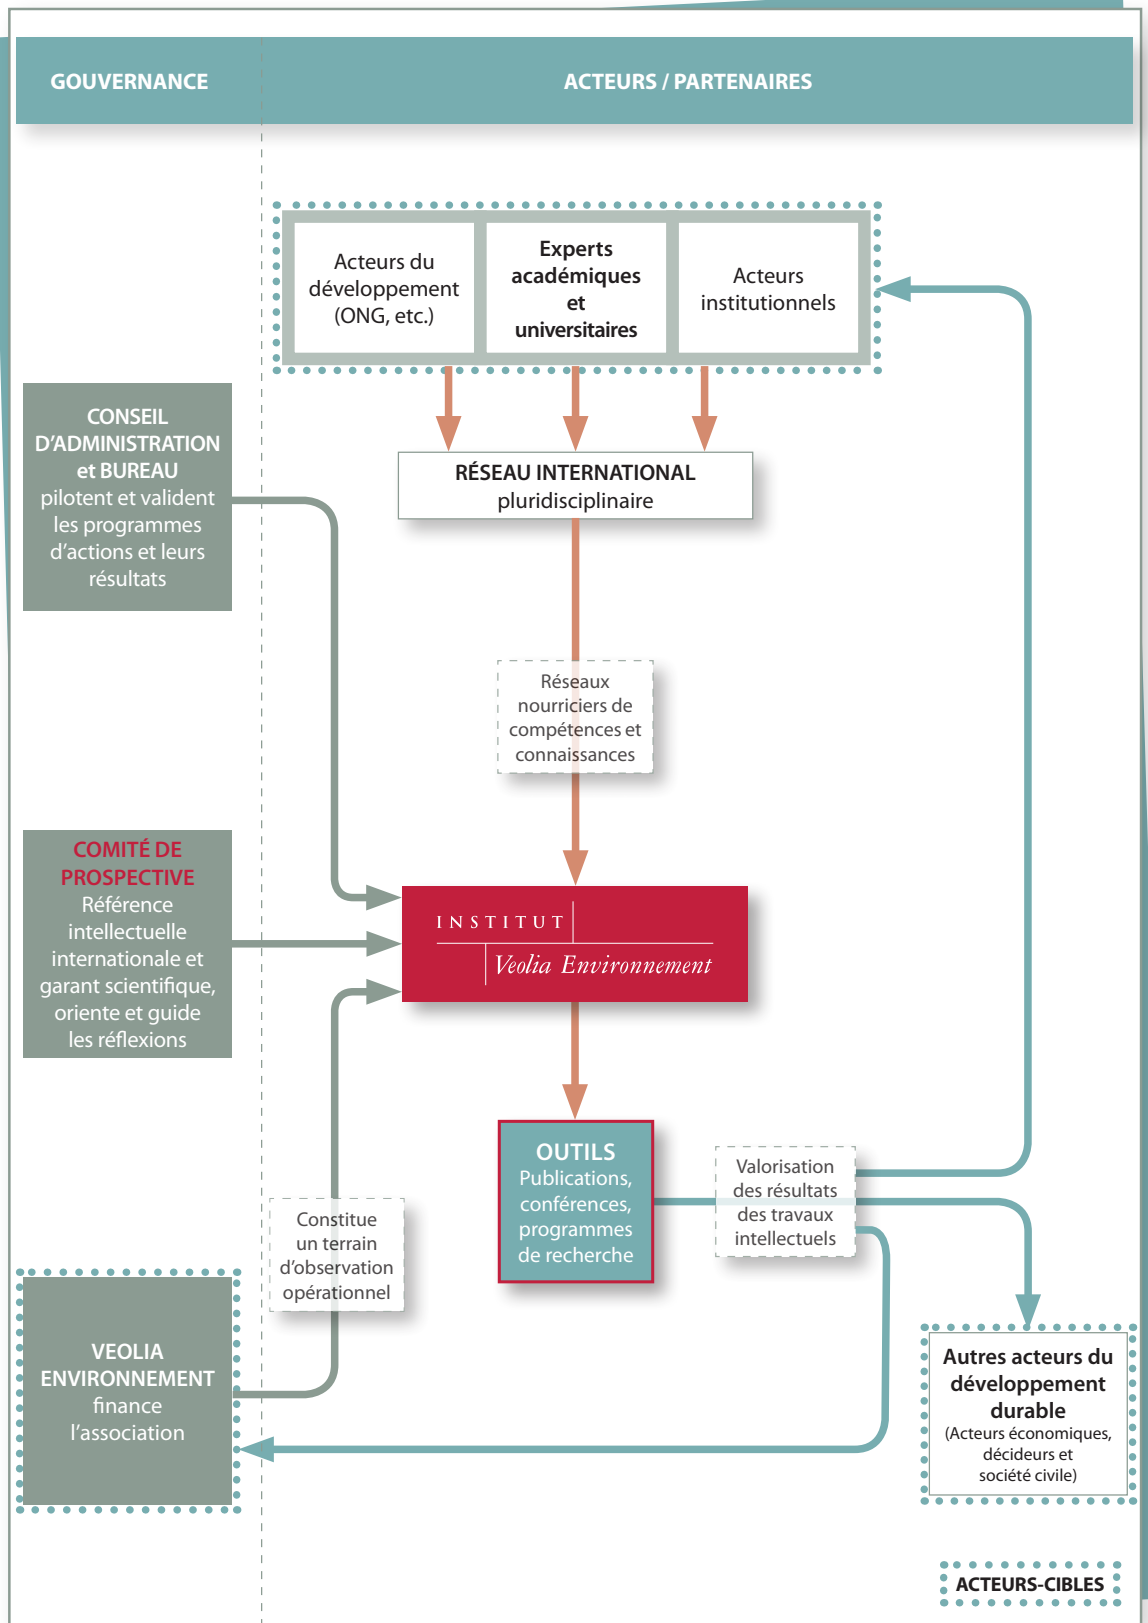 GOUVERNANCE
ACTEURS / PARTENAIRES
Acteurs du
développement
(ONG, etc.)
Experts
académiques
et
universitaires
Acteurs
institutionnels
CONSEIL
D'ADMINISTRATION
et BUREAU
pilotent et valident
les programmes
d'actions et leurs
résultats
RÉSEAU INTERNATIONAL
pluridisciplinaire
Réseaux
nourriciers de
compétences et
connaissances
COMITÉ DE
PROSPECTIVE
Référence
intellectuelle
internationale et
garant scientifique,
oriente et guide
les réflexions
INSTITUT
Veolia Environnement
OUTILS
Publications,
conférences,
programmes
de recherche
Valorisation
des résultats
des travaux
intellectuels
Constitue
un terrain
d'observation
opérationnel
VEOLIA
ENVIRONNEMENT
finance
l'association
Autres acteurs du
développement
durable
(Acteurs économiques,
décideurs et
société civile)
ACTEURS-CIBLES